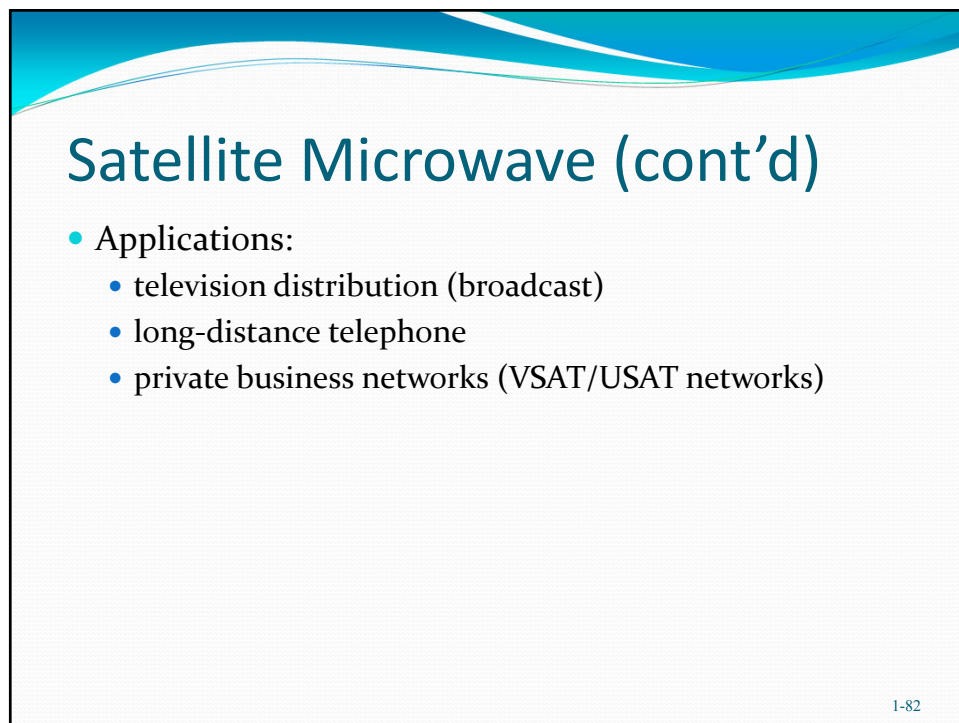 Satellite Microwave (cont’d)
Applications:
television distribution (broadcast)
long-distance telephone
private business networks (VSAT/USAT networks)
1-82